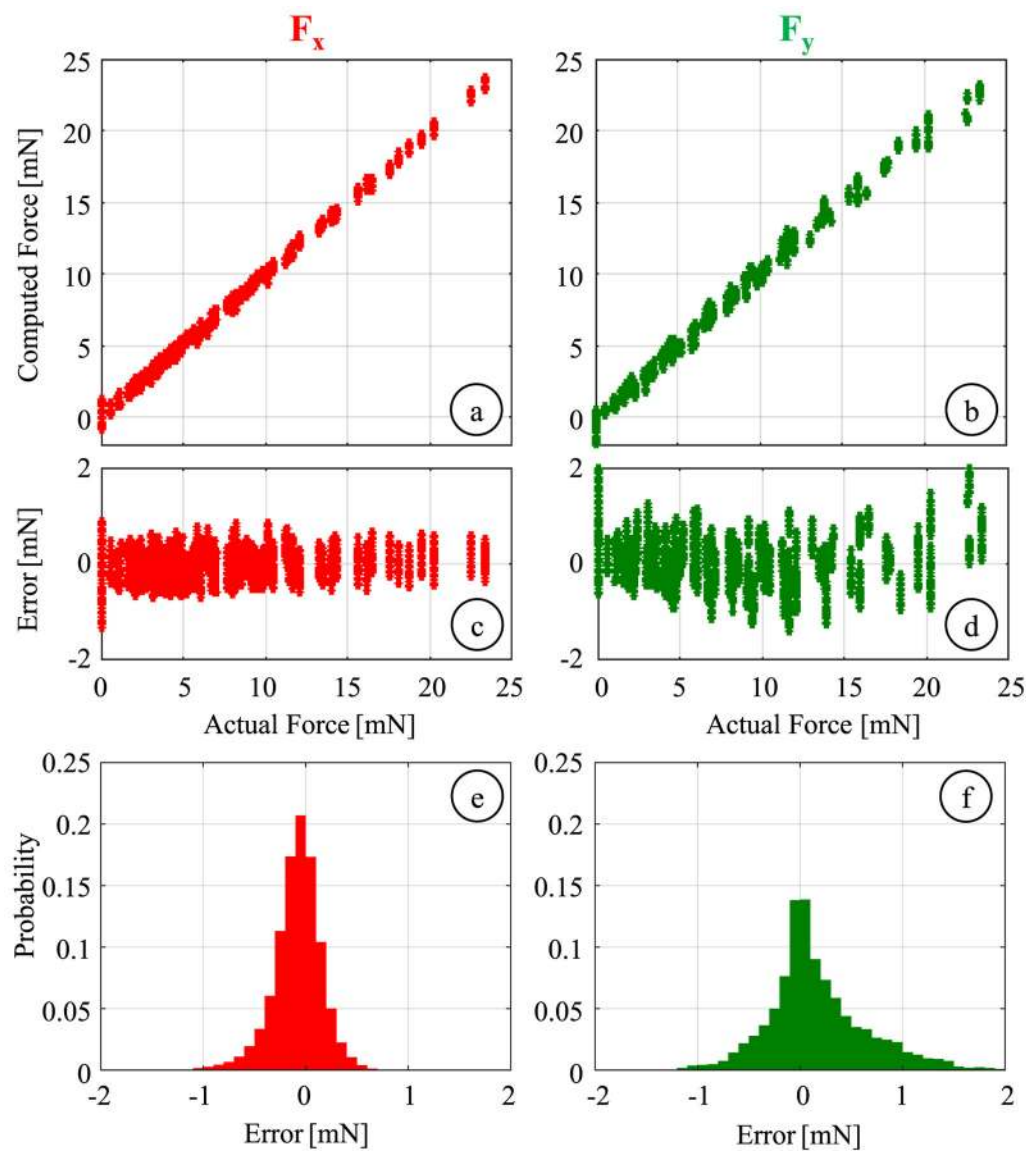 Fx Fy
25 25
20 20
15 15
10 10
5 5
0 0
Computed Force [mN]
a b
2 2
0 0
-2 -2
Error [mN]
c d
0 5 10 15 20 25 0 5 10 15 20 25
Actual Force [mN] Actual Force [mN]
0.25 0.25
0.2 0.2
0.15 0.15
0.1 0.1
0.05 0.05
0 0
Probability
e f
-2 -1 0 1 2 -2 -1 0 1 2
Error [mN] Error [mN]